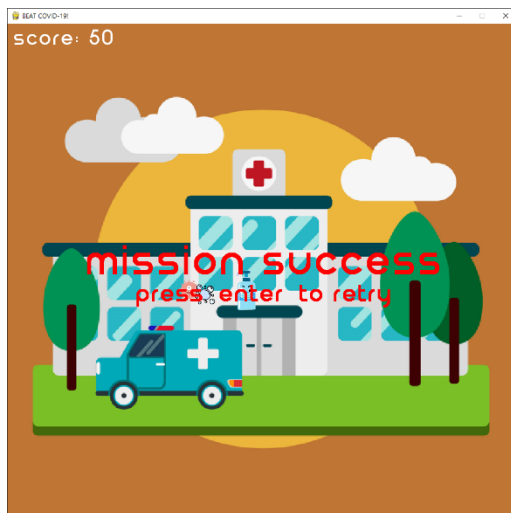 BEAT COVID-19!
score: 50
mission success
press enter to retry